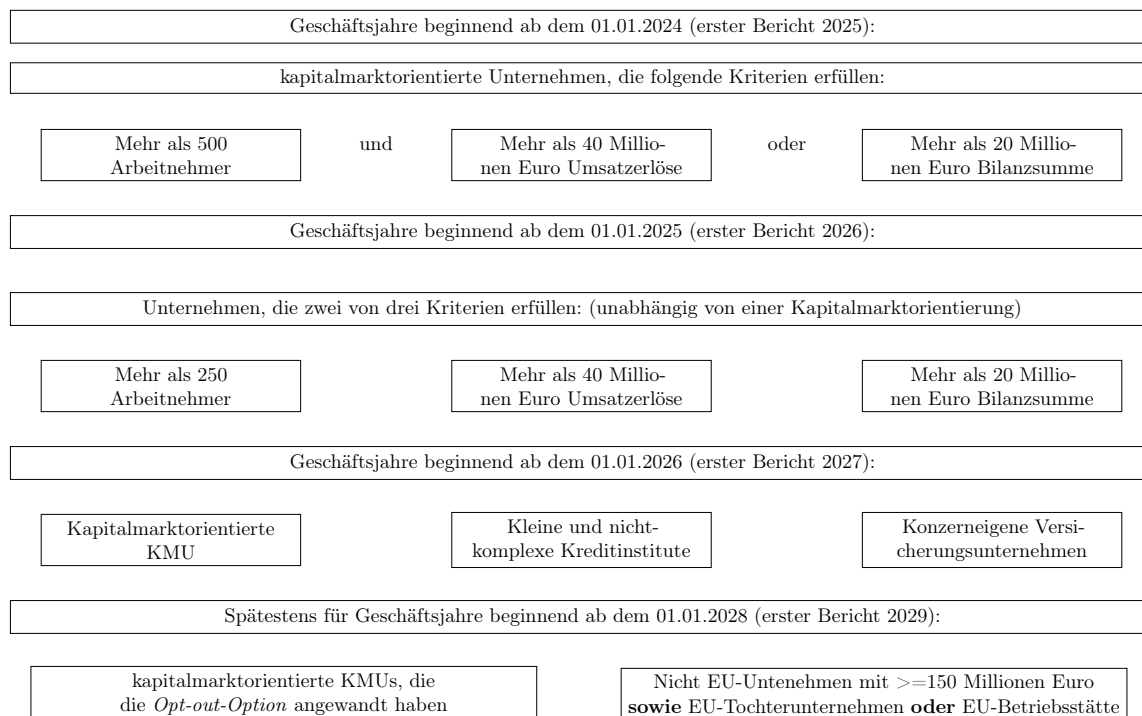 Geschäftsjahre beginnend ab dem 01.01.2024 (erster Bericht 2025):
kapitalmarktorientierte Unternehmen, die folgende Kriterien erfüllen:
Mehr als 500
Arbeitnehmer
und
Mehr als 40 Millio-
nen Euro Umsatzerlöse
oder
Mehr als 20 Millio-
nen Euro Bilanzsumme
Geschäftsjahre beginnend ab dem 01.01.2025 (erster Bericht 2026):
Unternehmen, die zwei von drei Kriterien erfüllen: (unabhängig von einer Kapitalmarktorientierung)
Mehr als 250
Arbeitnehmer
Mehr als 40 Millio-
nen Euro Umsatzerlöse
Mehr als 20 Millio-
nen Euro Bilanzsumme
Geschäftsjahre beginnend ab dem 01.01.2026 (erster Bericht 2027):
Kapitalmarktorientierte
KMU
Kleine und nicht-
komplexe Kreditinstitute
Konzerneigene Versi-
cherungsunternehmen
Spätestens für Geschäftsjahre beginnend ab dem 01.01.2028 (erster Bericht 2029):
kapitalmarktorientierte KMUs, die
die Opt-out-Option angewandt haben
Nicht EU-Untenehmen mit >=150 Millionen Euro
sowie EU-Tochterunternehmen oder EU-Betriebsstätte